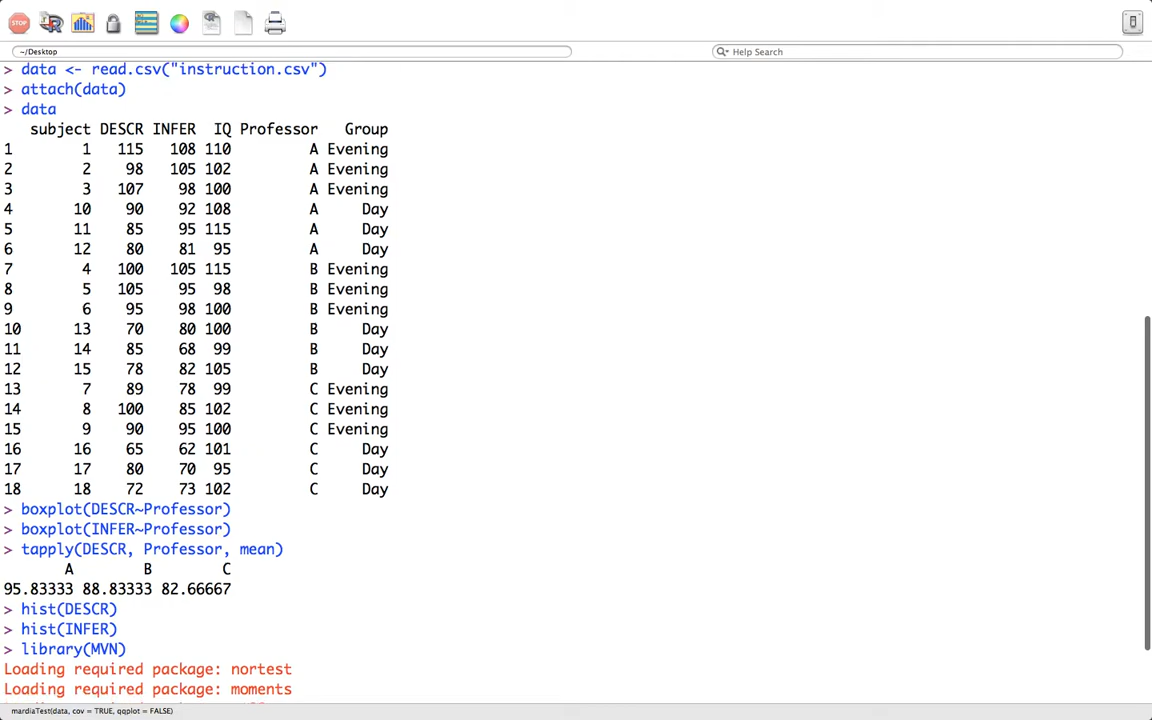 STOP
~/Desktop
Help Search
> data <- read.csv("instruction.csv")
> attach(data)
> data
subject DESCR INFER IQ Professor Group
1 1 115 108 110 A Evening
2 2 98 105 102 A Evening
3 3 107 98 100 A Evening
4 10 90 92 108 A Day
5 11 85 95 115 A Day
6 12 80 81 95 A Day
7 4 100 105 115 B Evening
8 5 105 95 98 B Evening
9 6 95 98 100 B Evening
10 13 70 80 100 B Day
11 14 85 68 99 B Day
12 15 78 82 105 B Day
13 7 89 78 99 C Evening
14 8 100 85 102 C Evening
15 9 90 95 100 C Evening
16 16 65 62 101 C Day
17 17 80 70 95 C Day
18 18 72 73 102 C Day
> boxplot(DESCR~Professor)
> boxplot(INFER~Professor)
> tapply(DESCR, Professor, mean)
A B C
95.83333 88.83333 82.66667
> hist(DESCR)
> hist(INFER)
> library(MVN)
Loading required package: nortest
Loading required package: moments
mardiaTest(data, cov = TRUE, qqplot = FALSE)